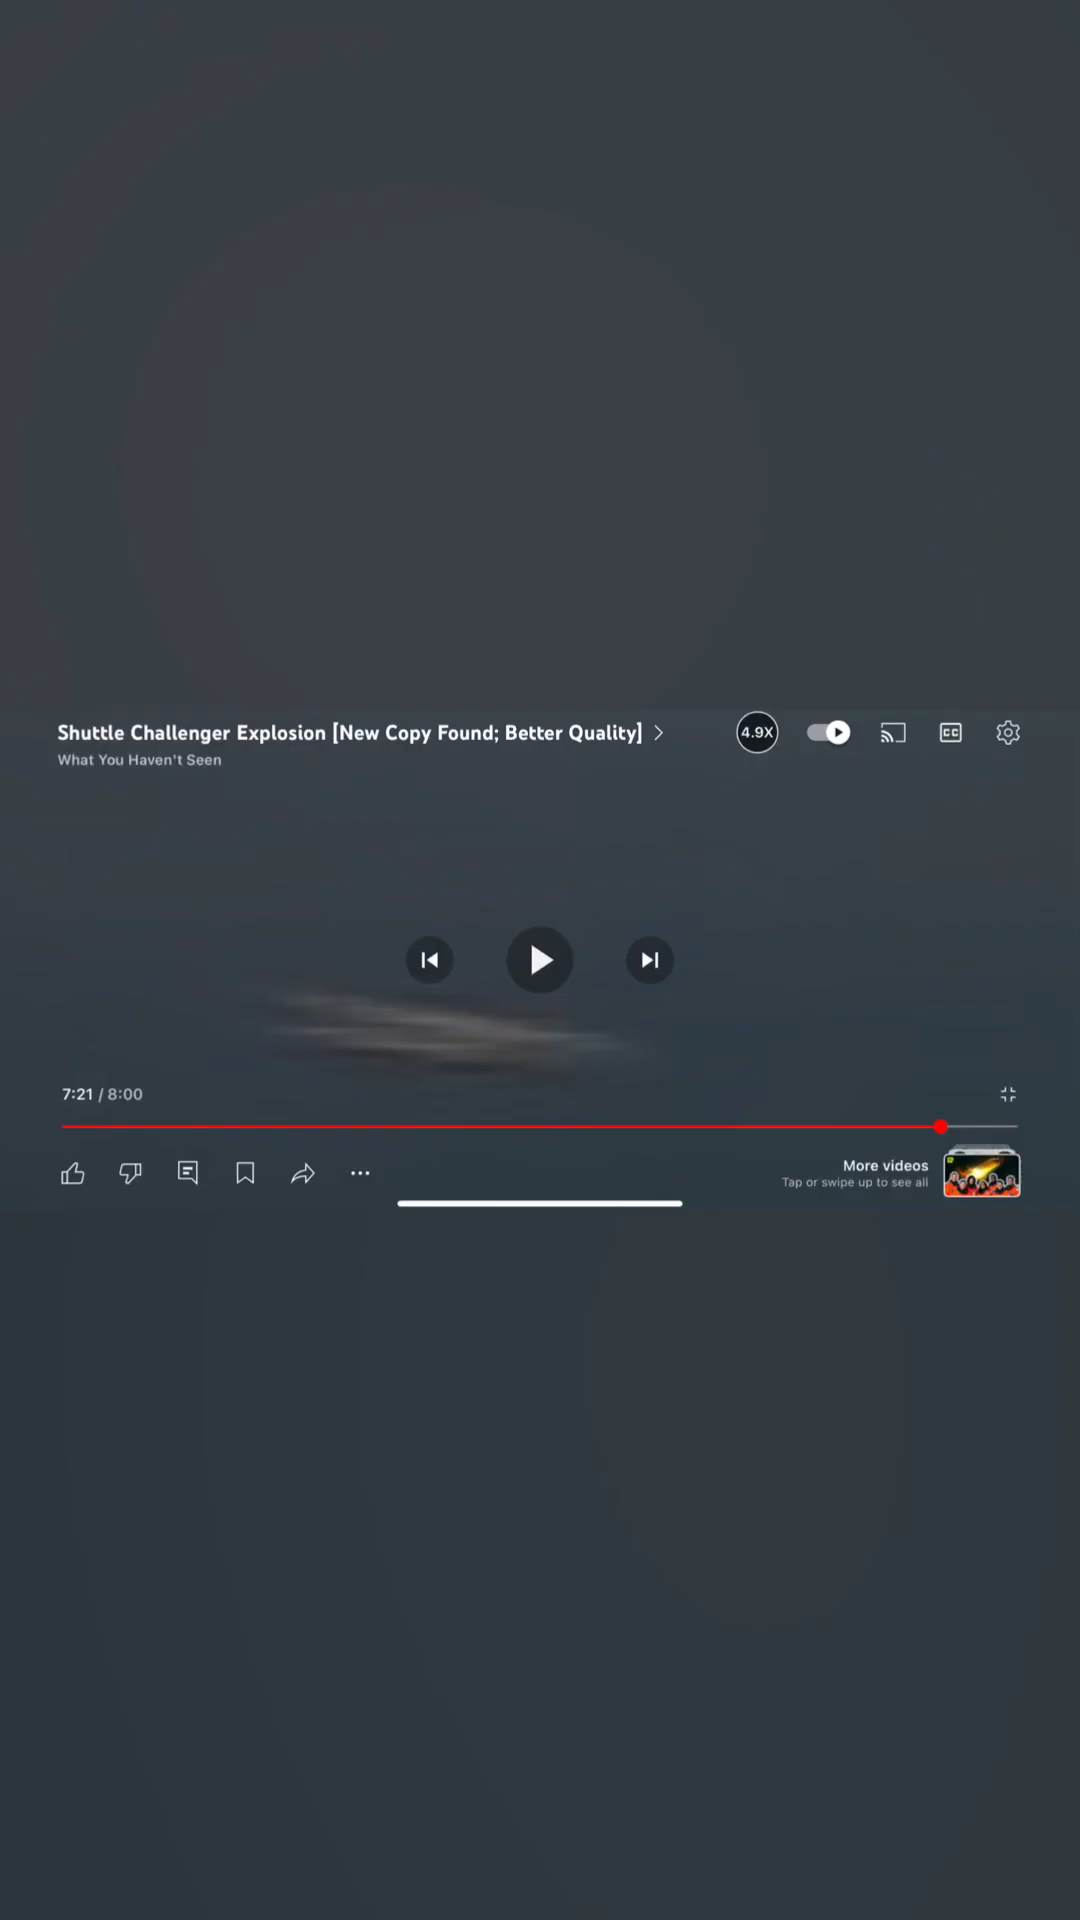 Shuttle Challenger Explosion [New Copy Found; Better Quality]
What You Haven't Seen
4.9X
CC
7:21 / 8:00
More videos
Tap or swipe up to see all